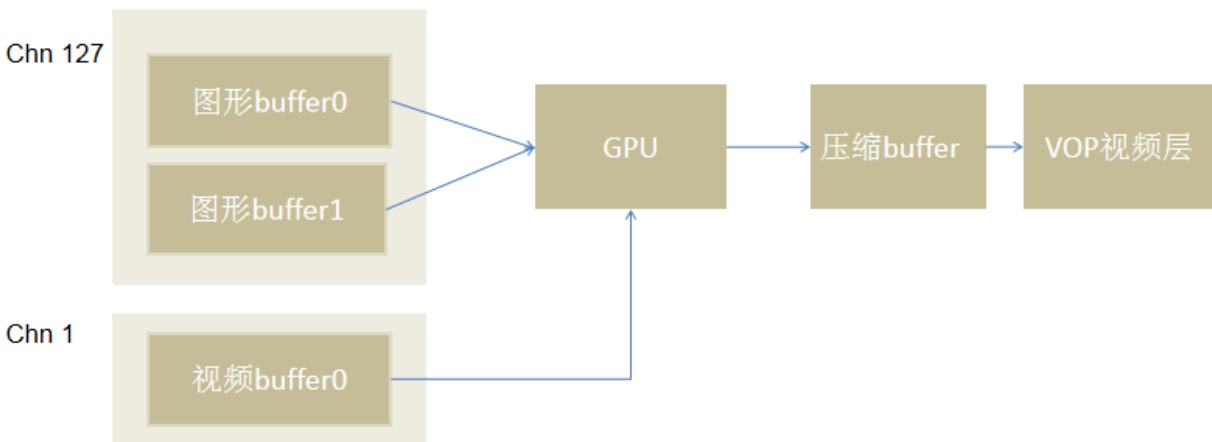 Chn 127
图形buffer0
图形buffer1
GPU
压缩buffer
VOP视频层
Chn 1
视频buffer0